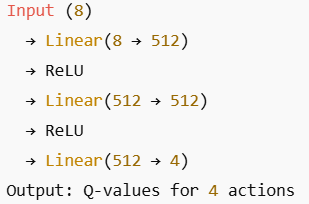 Input (8)
→ Linear(8 → 512)
→ ReLU
→ Linear(512 → 512)
→ ReLU
→ Linear(512 → 4)
Output: Q-values for 4 actions